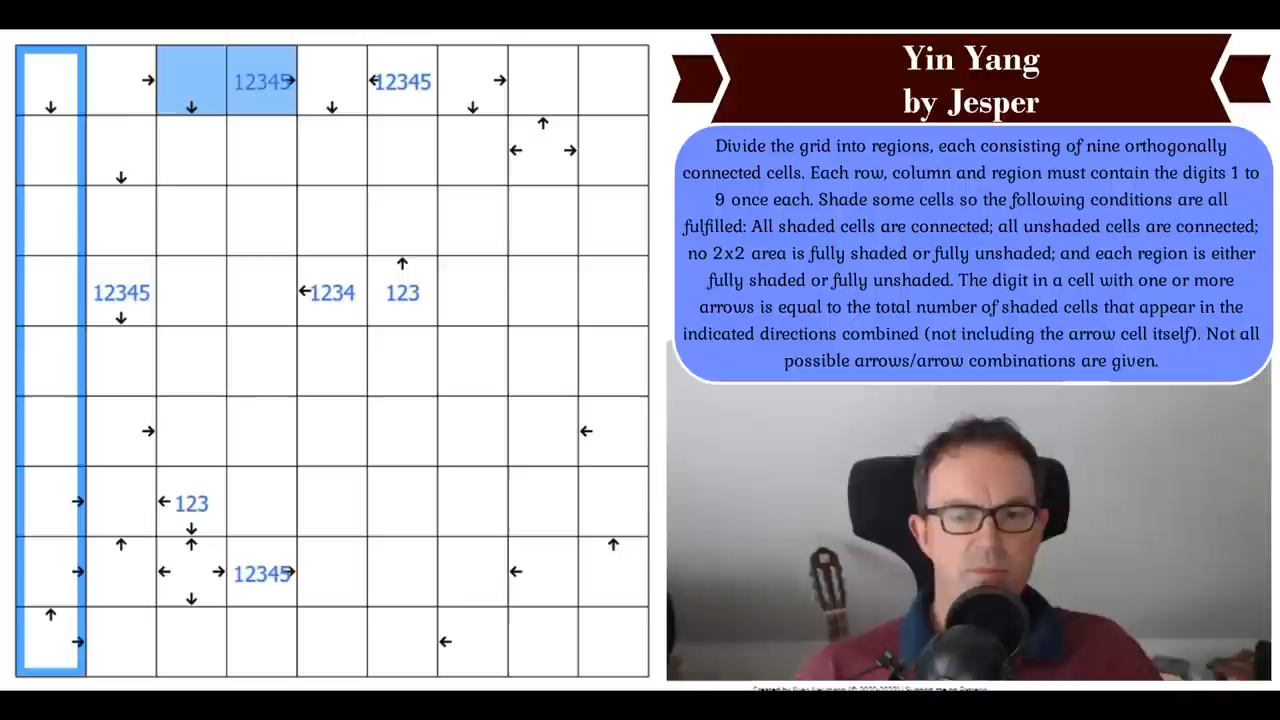 Yin Yang
by Jesper
Divide the grid into regions, each consisting of nine orthogonally
connected cells. Each row, column and region must contain the digits 1 to
9 once each. Shade some cells so the following conditions are all
fulfilled: All shaded cells are connected; all unshaded cells are connected;
no 2x2 area is fully shaded or fully unshaded; and each region is either
fully shaded or fully unshaded. The digit in a cell with one or more
arrows is equal to the total number of shaded cells that appear in the
indicated directions combined (not including the arrow cell itself). Not all
possible arrows/arrow combinations are given.
12345 12345
12345 1234 123
123
12345